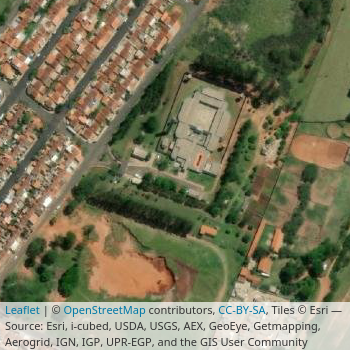 Leaflet | © OpenStreetMap contributors, CC-BY-SA, Tiles © Esri —
Source: Esri, i-cubed, USDA, USGS, AEX, GeoEye, Getmapping,
Aerogrid, IGN, IGP, UPR-EGP, and the GIS User Community